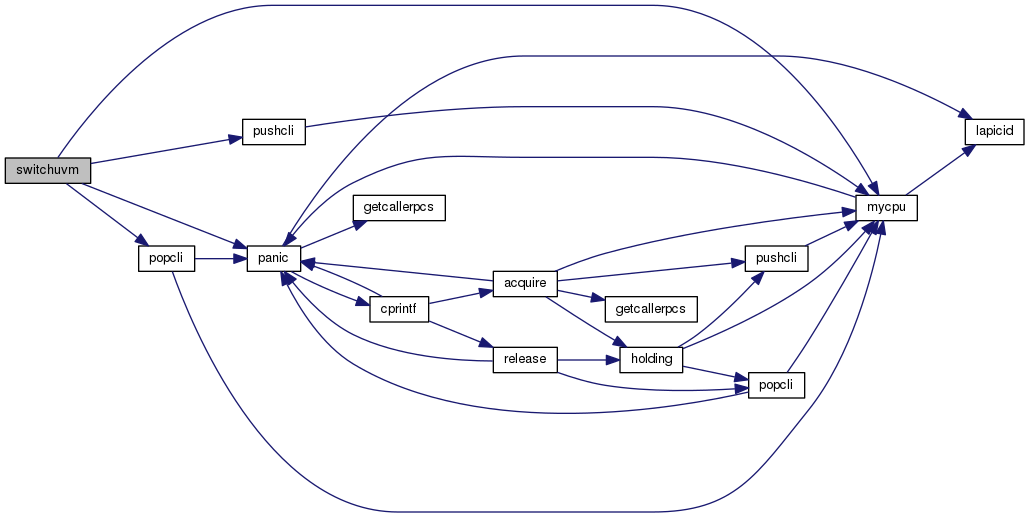 switchuvm
pushcli
popcli
panic
getcallerpcs
cprintf
acquire
release
getcallerpcs
holding
pushcli
popcli
mycpu
lapicid